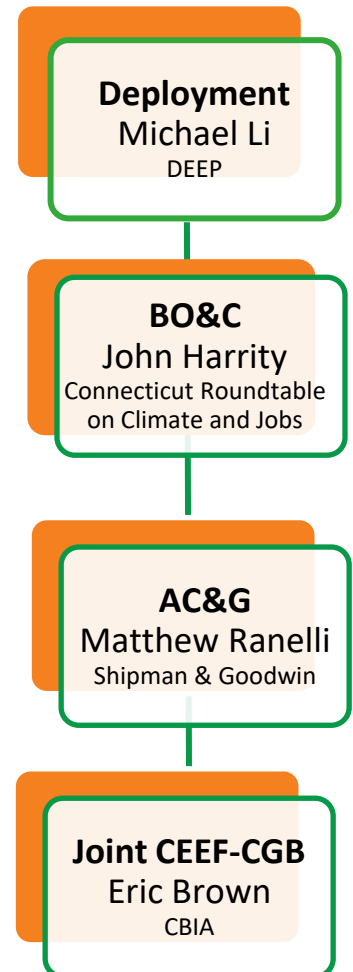 Deployment
Michael Li
DEEP
BO&C
John Harrity
Connecticut Roundtable
on Climate and Jobs
AC&G
Matthew Ranelli
Shipman & Goodwin
Joint CEEF-CGB
Eric Brown
CBIA